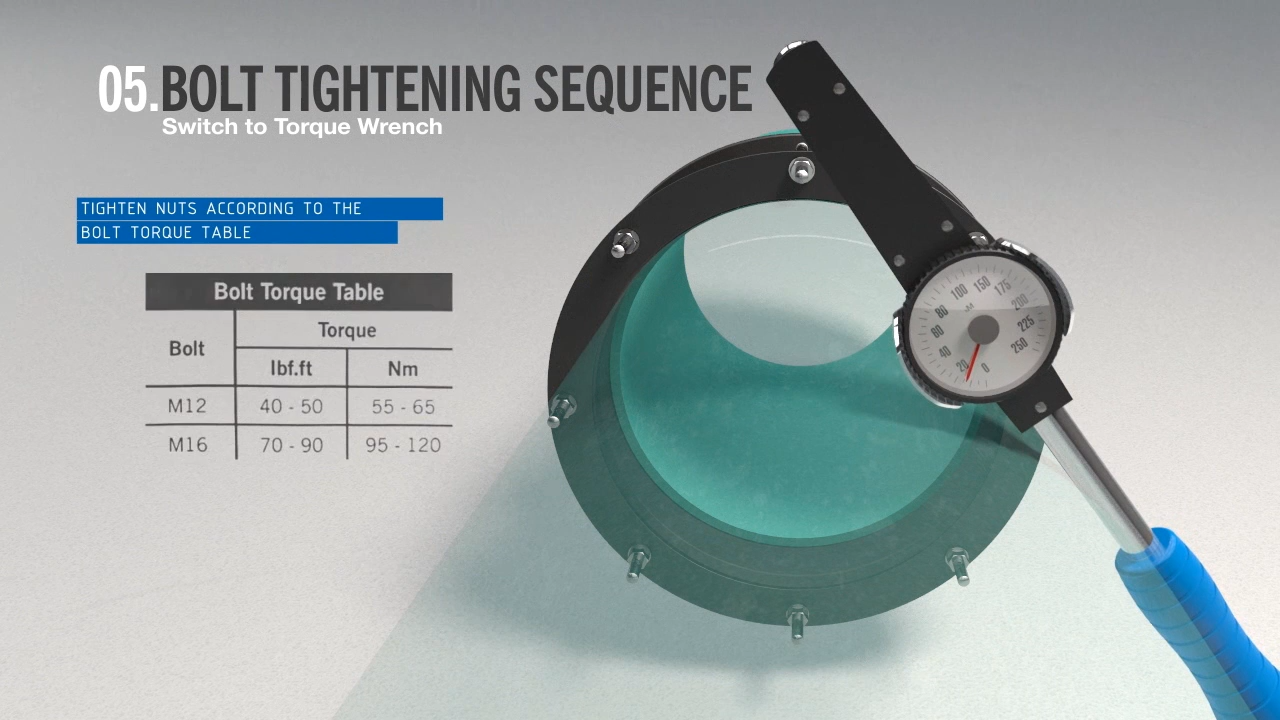 05.BOLT TIGHTENING SEQUENCE
Switch to Torque Wrench
TIGHTEN NUTS ACCORDING TO THE
BOLT TORQUE TABLE
Bolt Torque Table
Bolt Torque
lbf.ft Nm
M12 40 - 50 55 - 65
M16 70 - 90 95 - 120
0 20 40 60 80 100 150 175 200 225 250